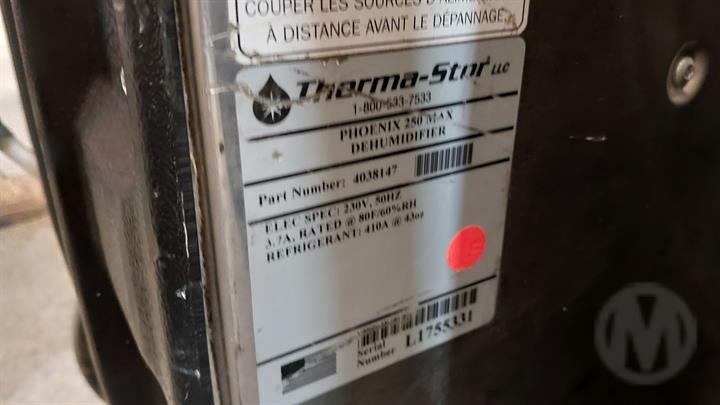 COUPER LES SOURCES D'ALIMENTATION
À DISTANCE AVANT LE DÉPANNAGE.
Therma-Stor LLC
1-800-533-7533
PHOENIX 250 MAX
DEHUMIDIFIER
Part Number: 4038147
ELEC SPEC: 230V, 50HZ
3.7A, RATED @ 80F/60%RH
REFRIGERANT: 410A @ 43oz
Serial
Number L1755331
M